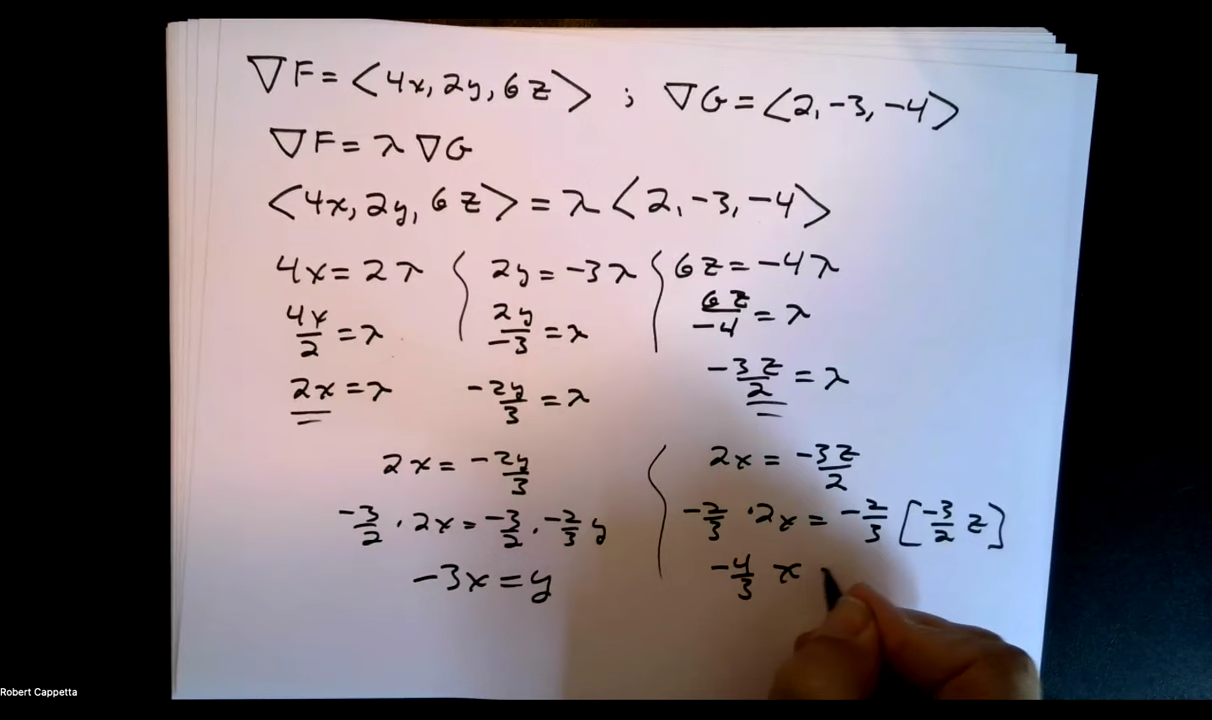 ∇F = <4x, 2y, 6z> ; ∇G = <2, -3, -4>
∇F = λ∇G
<4x, 2y, 6z> = λ<2, -3, -4>
4x = 2λ
4x/2 = λ
2x = λ
2y = -3λ
2y/-3 = λ
-2y/3 = λ
6z = -4λ
6z/-4 = λ
-3z/2 = λ
2x = -2y/3
-3/2 · 2x = -3/2 · -2/3 y
-3x = y
2x = -3z/2
-2/3 · 2x = -2/3 [-3/2 z]
-4/3 x
Robert Cappetta